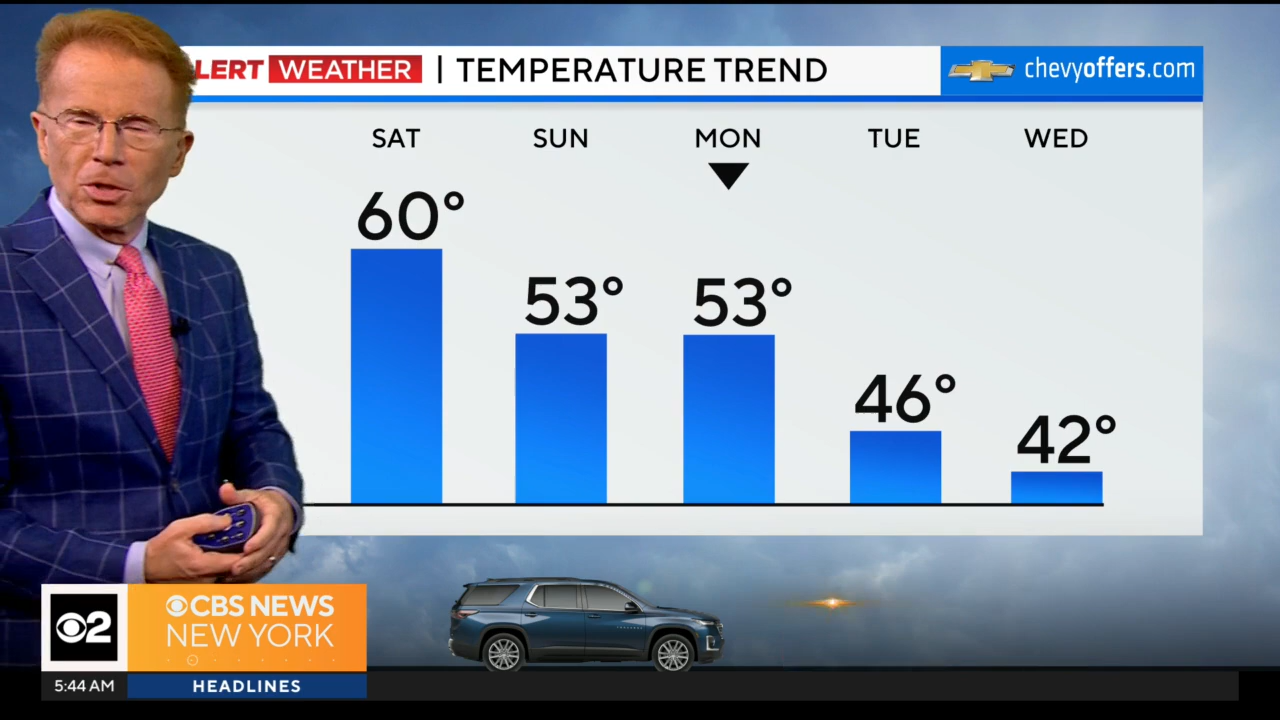 LERT WEATHER | TEMPERATURE TREND
chevyoffers.com
SAT SUN MON TUE WED
60° 53° 53° 46° 42°
2 CBS NEWS
NEW YORK
5:44 AM HEADLINES